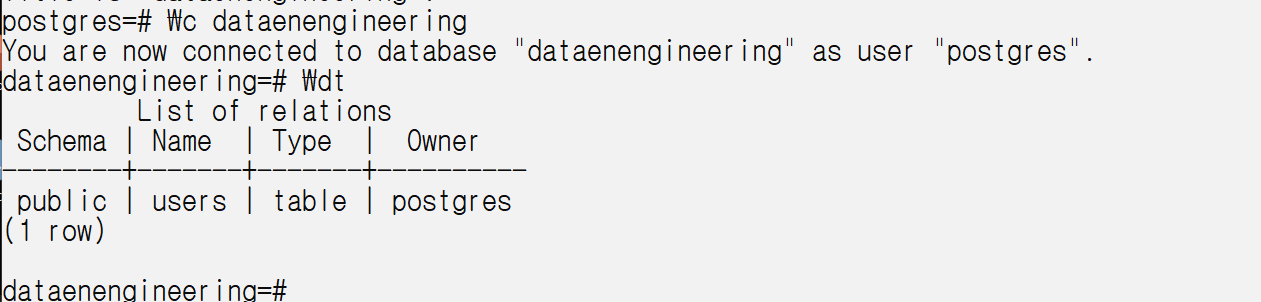 postgres=# ₩c dataenengineering
You are now connected to database "dataenengineering" as user "postgres".
dataenengineering=# ₩dt
List of relations
Schema | Name | Type | Owner
--------+-------+-------+----------
public | users | table | postgres
(1 row)
dataenengineering=#